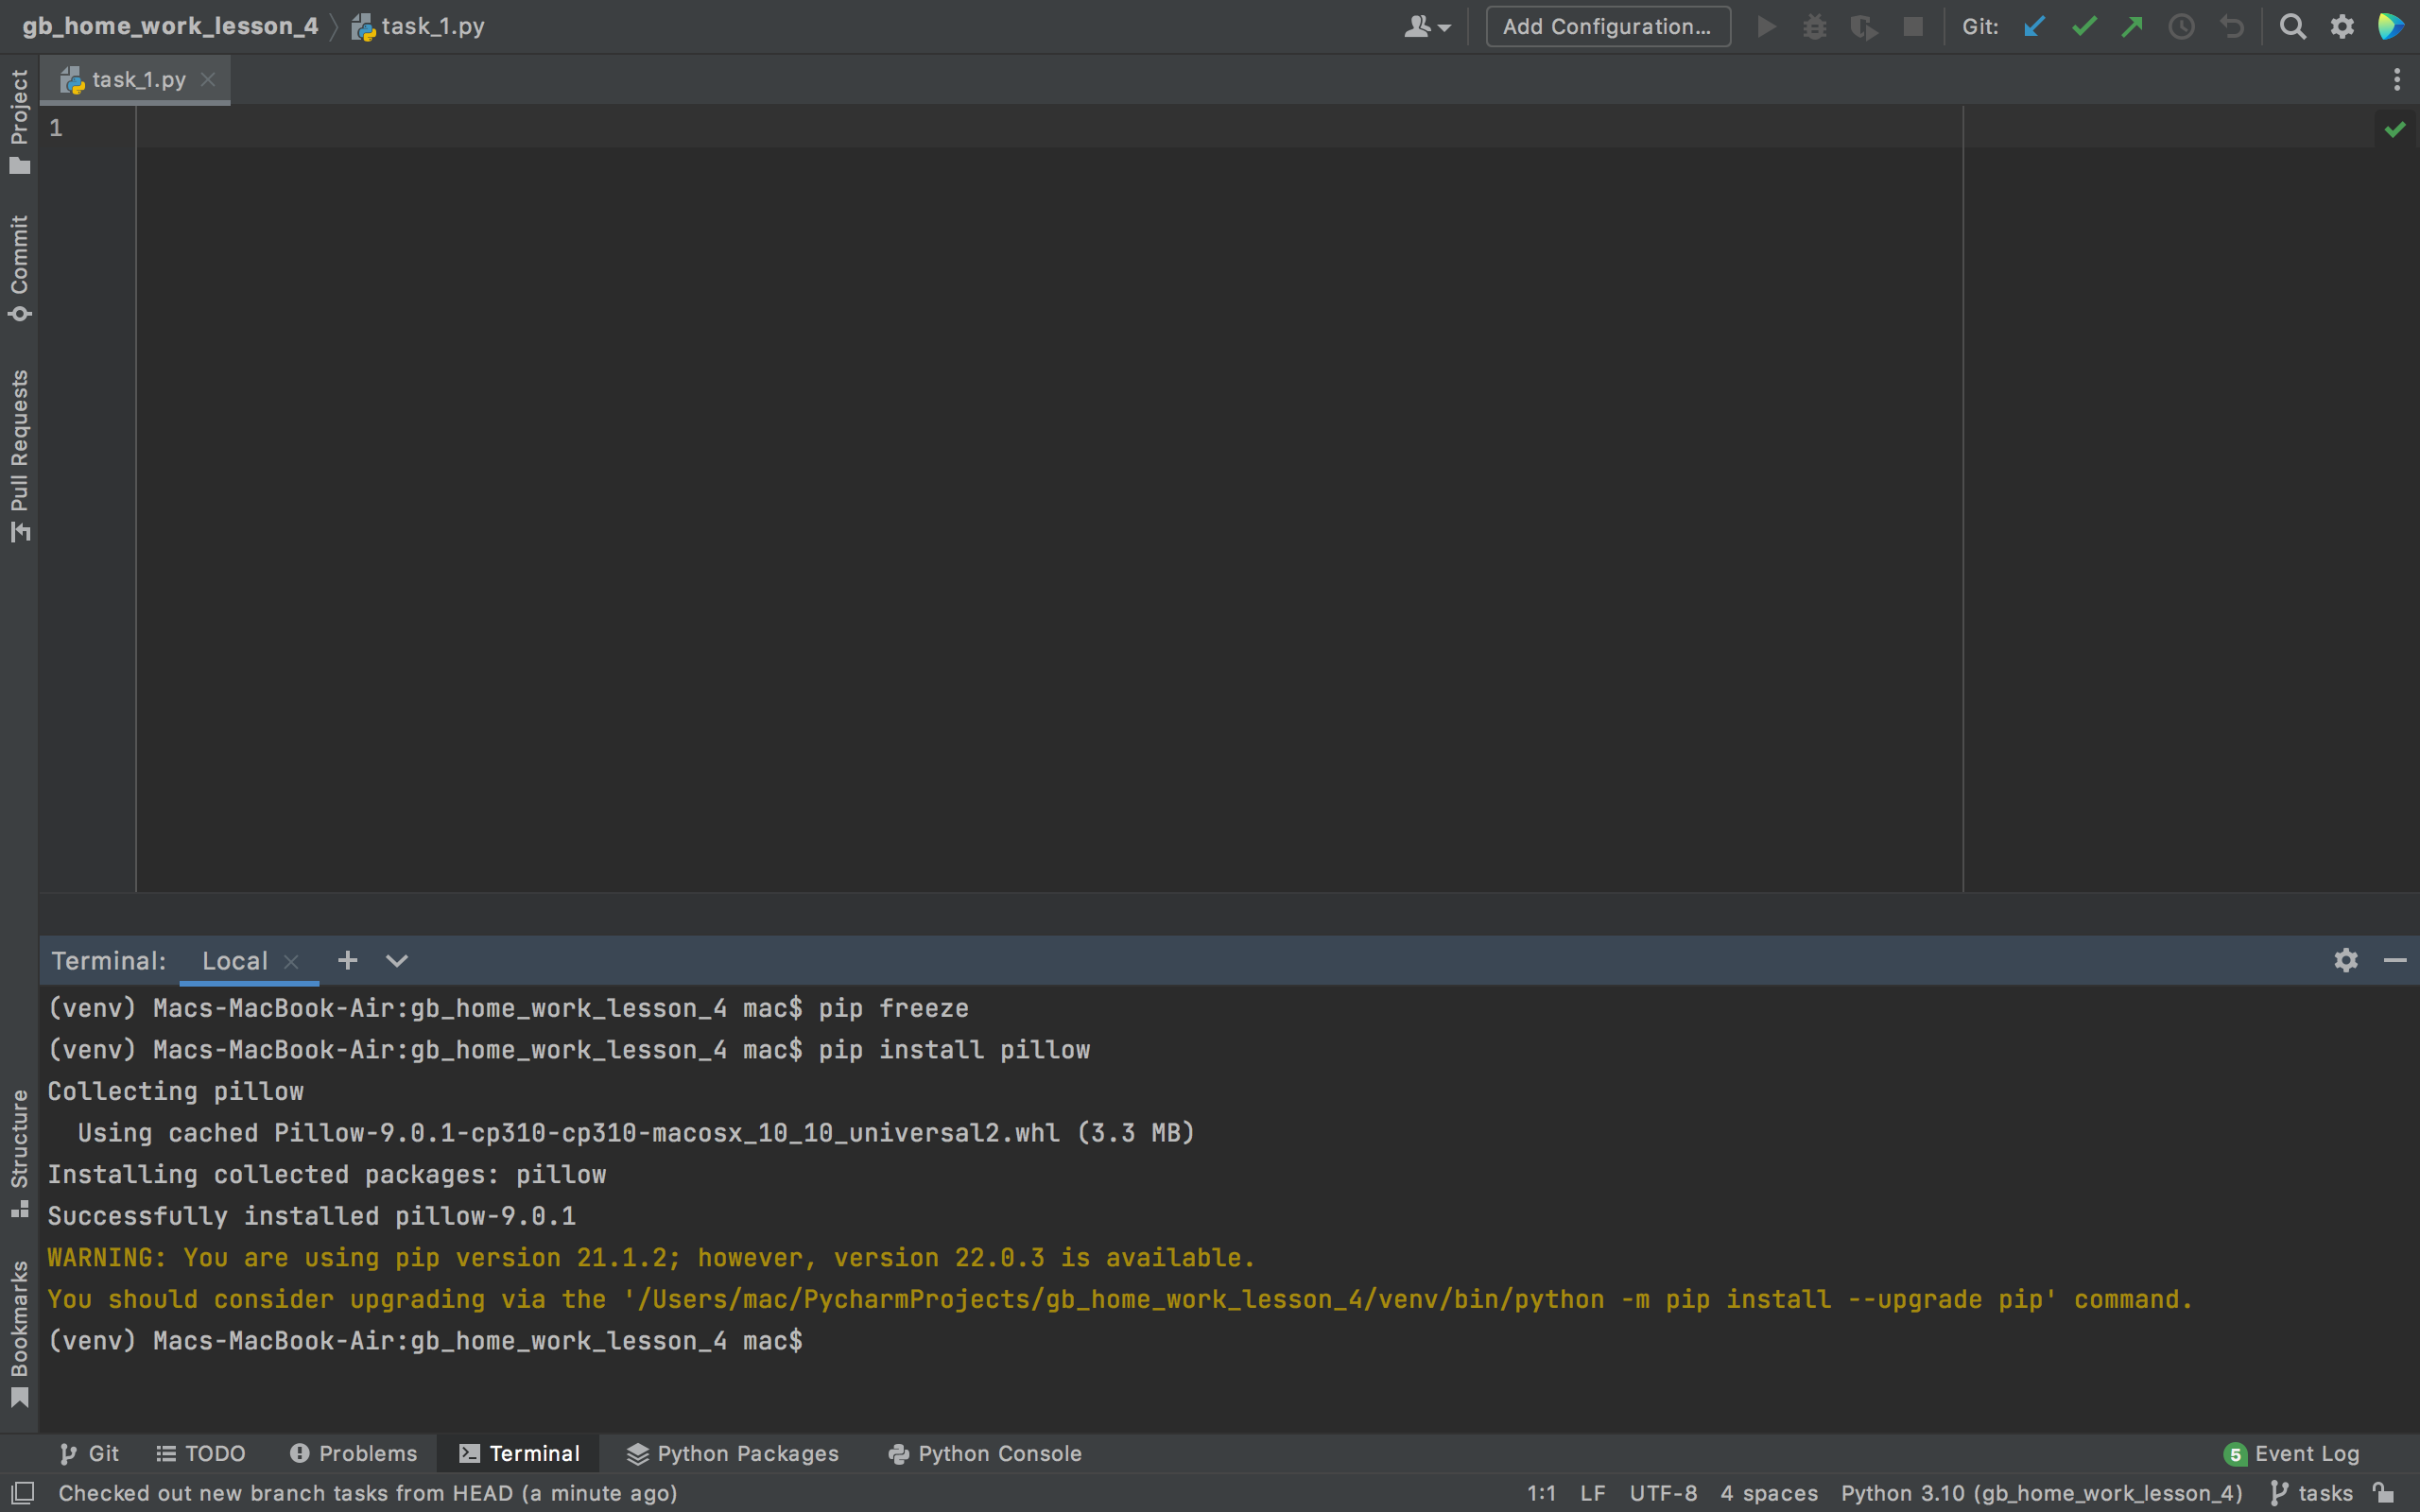 gb_home_work_lesson_4 task_1.py
Add Configuration... Git:
task_1.py
1
Project
Commit
Pull Requests
Structure
Bookmarks
Terminal: Local
(venv) Macs-MacBook-Air:gb_home_work_lesson_4 mac$ pip freeze
(venv) Macs-MacBook-Air:gb_home_work_lesson_4 mac$ pip install pillow
Collecting pillow
  Using cached Pillow-9.0.1-cp310-cp310-macosx_10_10_universal2.whl (3.3 MB)
Installing collected packages: pillow
Successfully installed pillow-9.0.1
WARNING: You are using pip version 21.1.2; however, version 22.0.3 is available.
You should consider upgrading via the '/Users/mac/PycharmProjects/gb_home_work_lesson_4/venv/bin/python -m pip install --upgrade pip' command.
(venv) Macs-MacBook-Air:gb_home_work_lesson_4 mac$
Git TODO Problems Terminal Python Packages Python Console 5 Event Log
Checked out new branch tasks from HEAD (a minute ago) 1:1 LF UTF-8 4 spaces Python 3.10 (gb_home_work_lesson_4) tasks